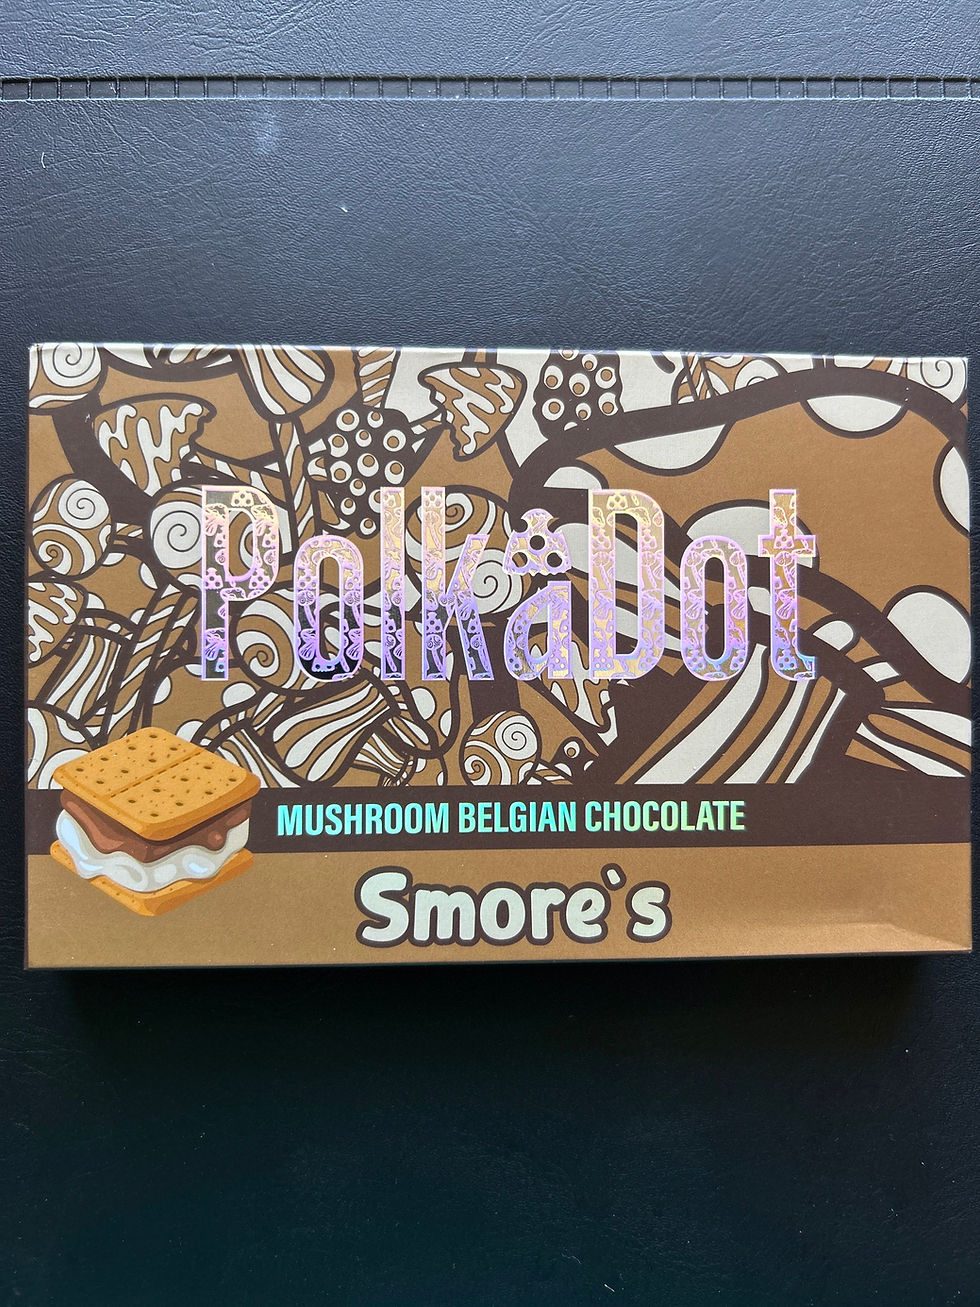 PolkaDot
MUSHROOM BELGIAN CHOCOLATE
Smore`s